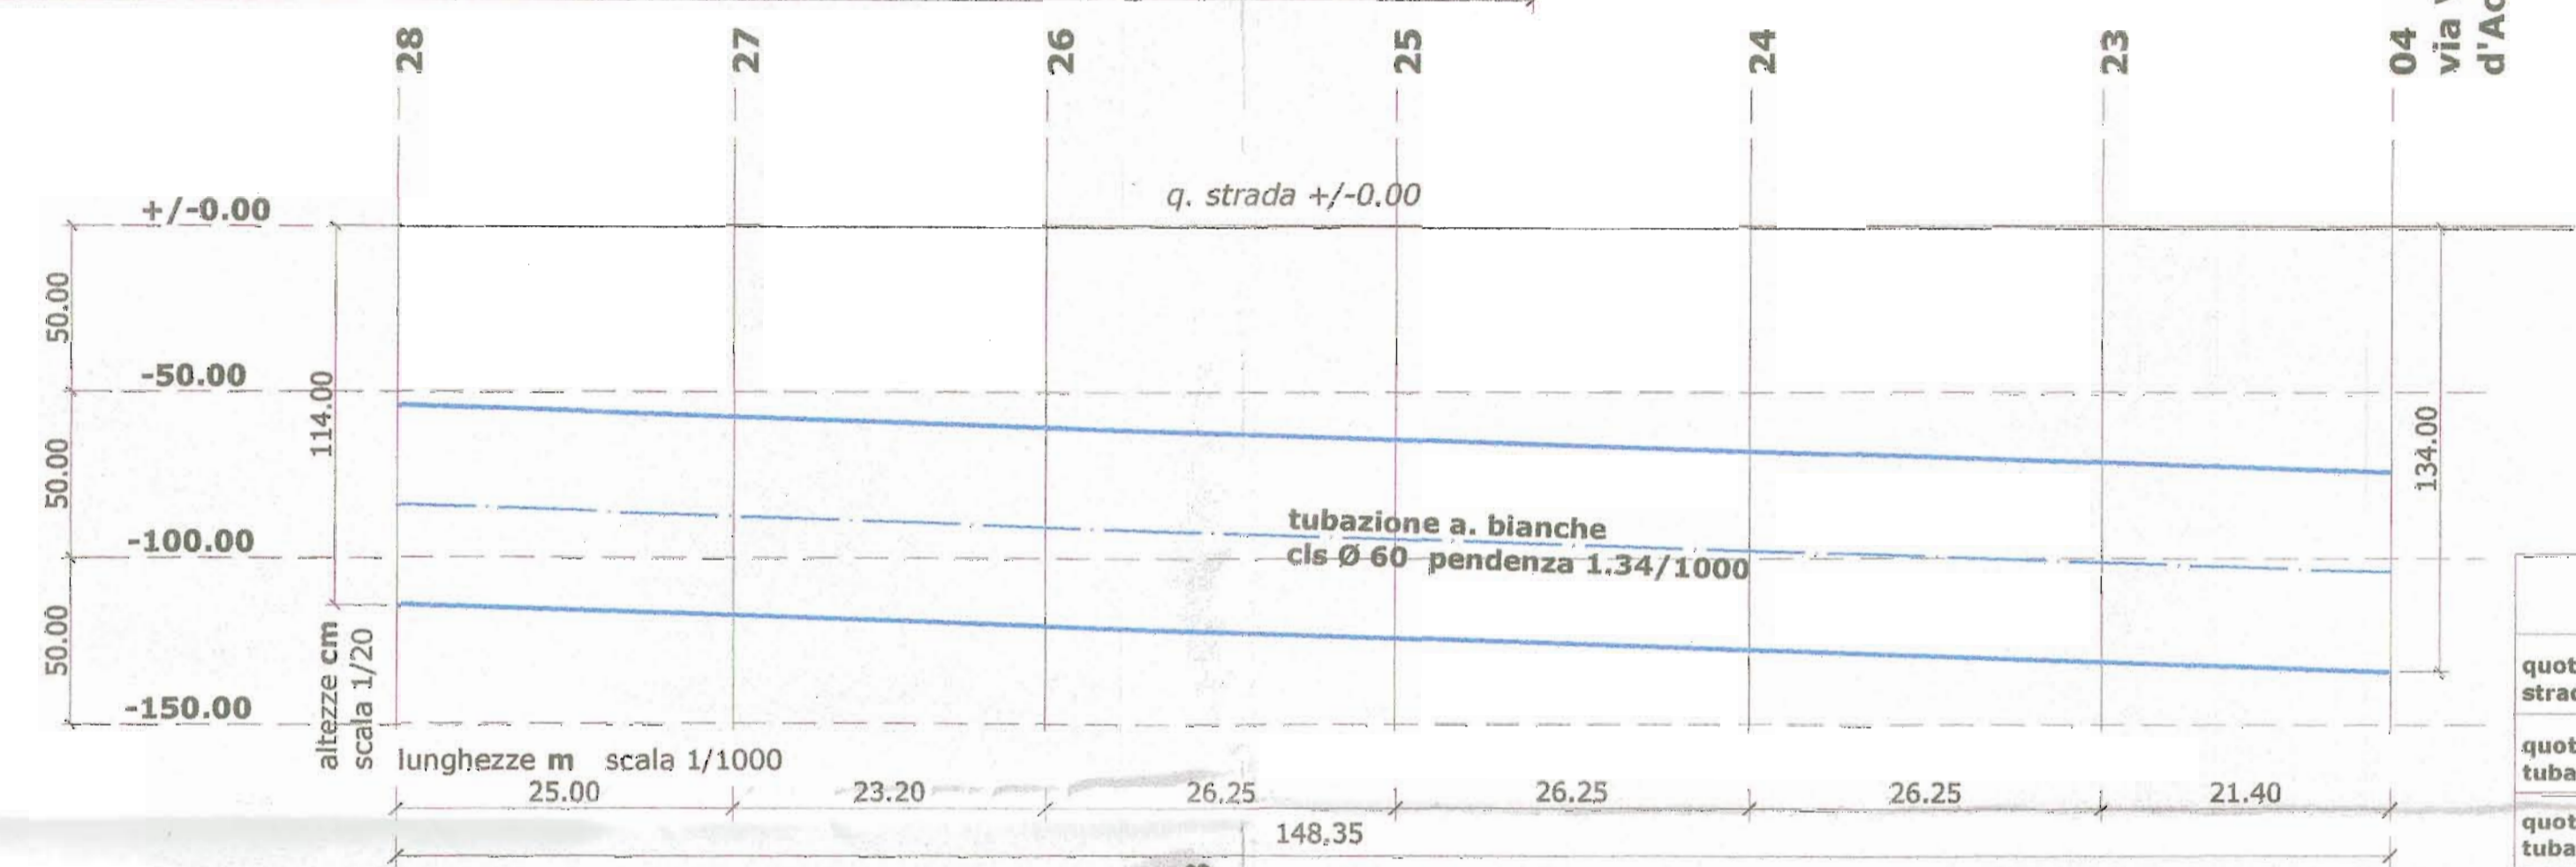 28
27
26
25
24
23
04
via
d'Ac
q. strada +/-0.00
+/-0.00
50.00
-50.00
114.00
50.00
134.00
-100.00
tubazione a. bianche
cls Ø 60 pendenza 1.34/1000
50.00
-150.00
altezze cm
scala 1/20
lunghezze m scala 1/1000
25.00
23.20
26.25
26.25
26.25
21.40
148.35
quot
strad
quot
tuba
quot
tuba